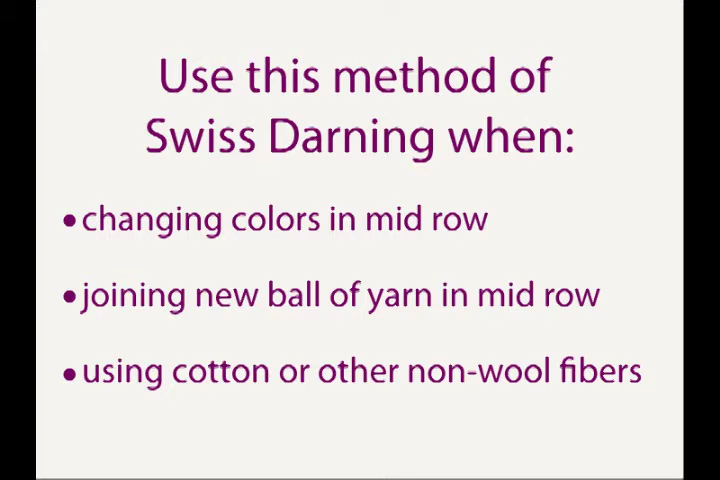 Use this method of
Swiss Darning when:
•changing colors in mid row
•joining new ball of yarn in mid row
•using cotton or other non-wool fibers